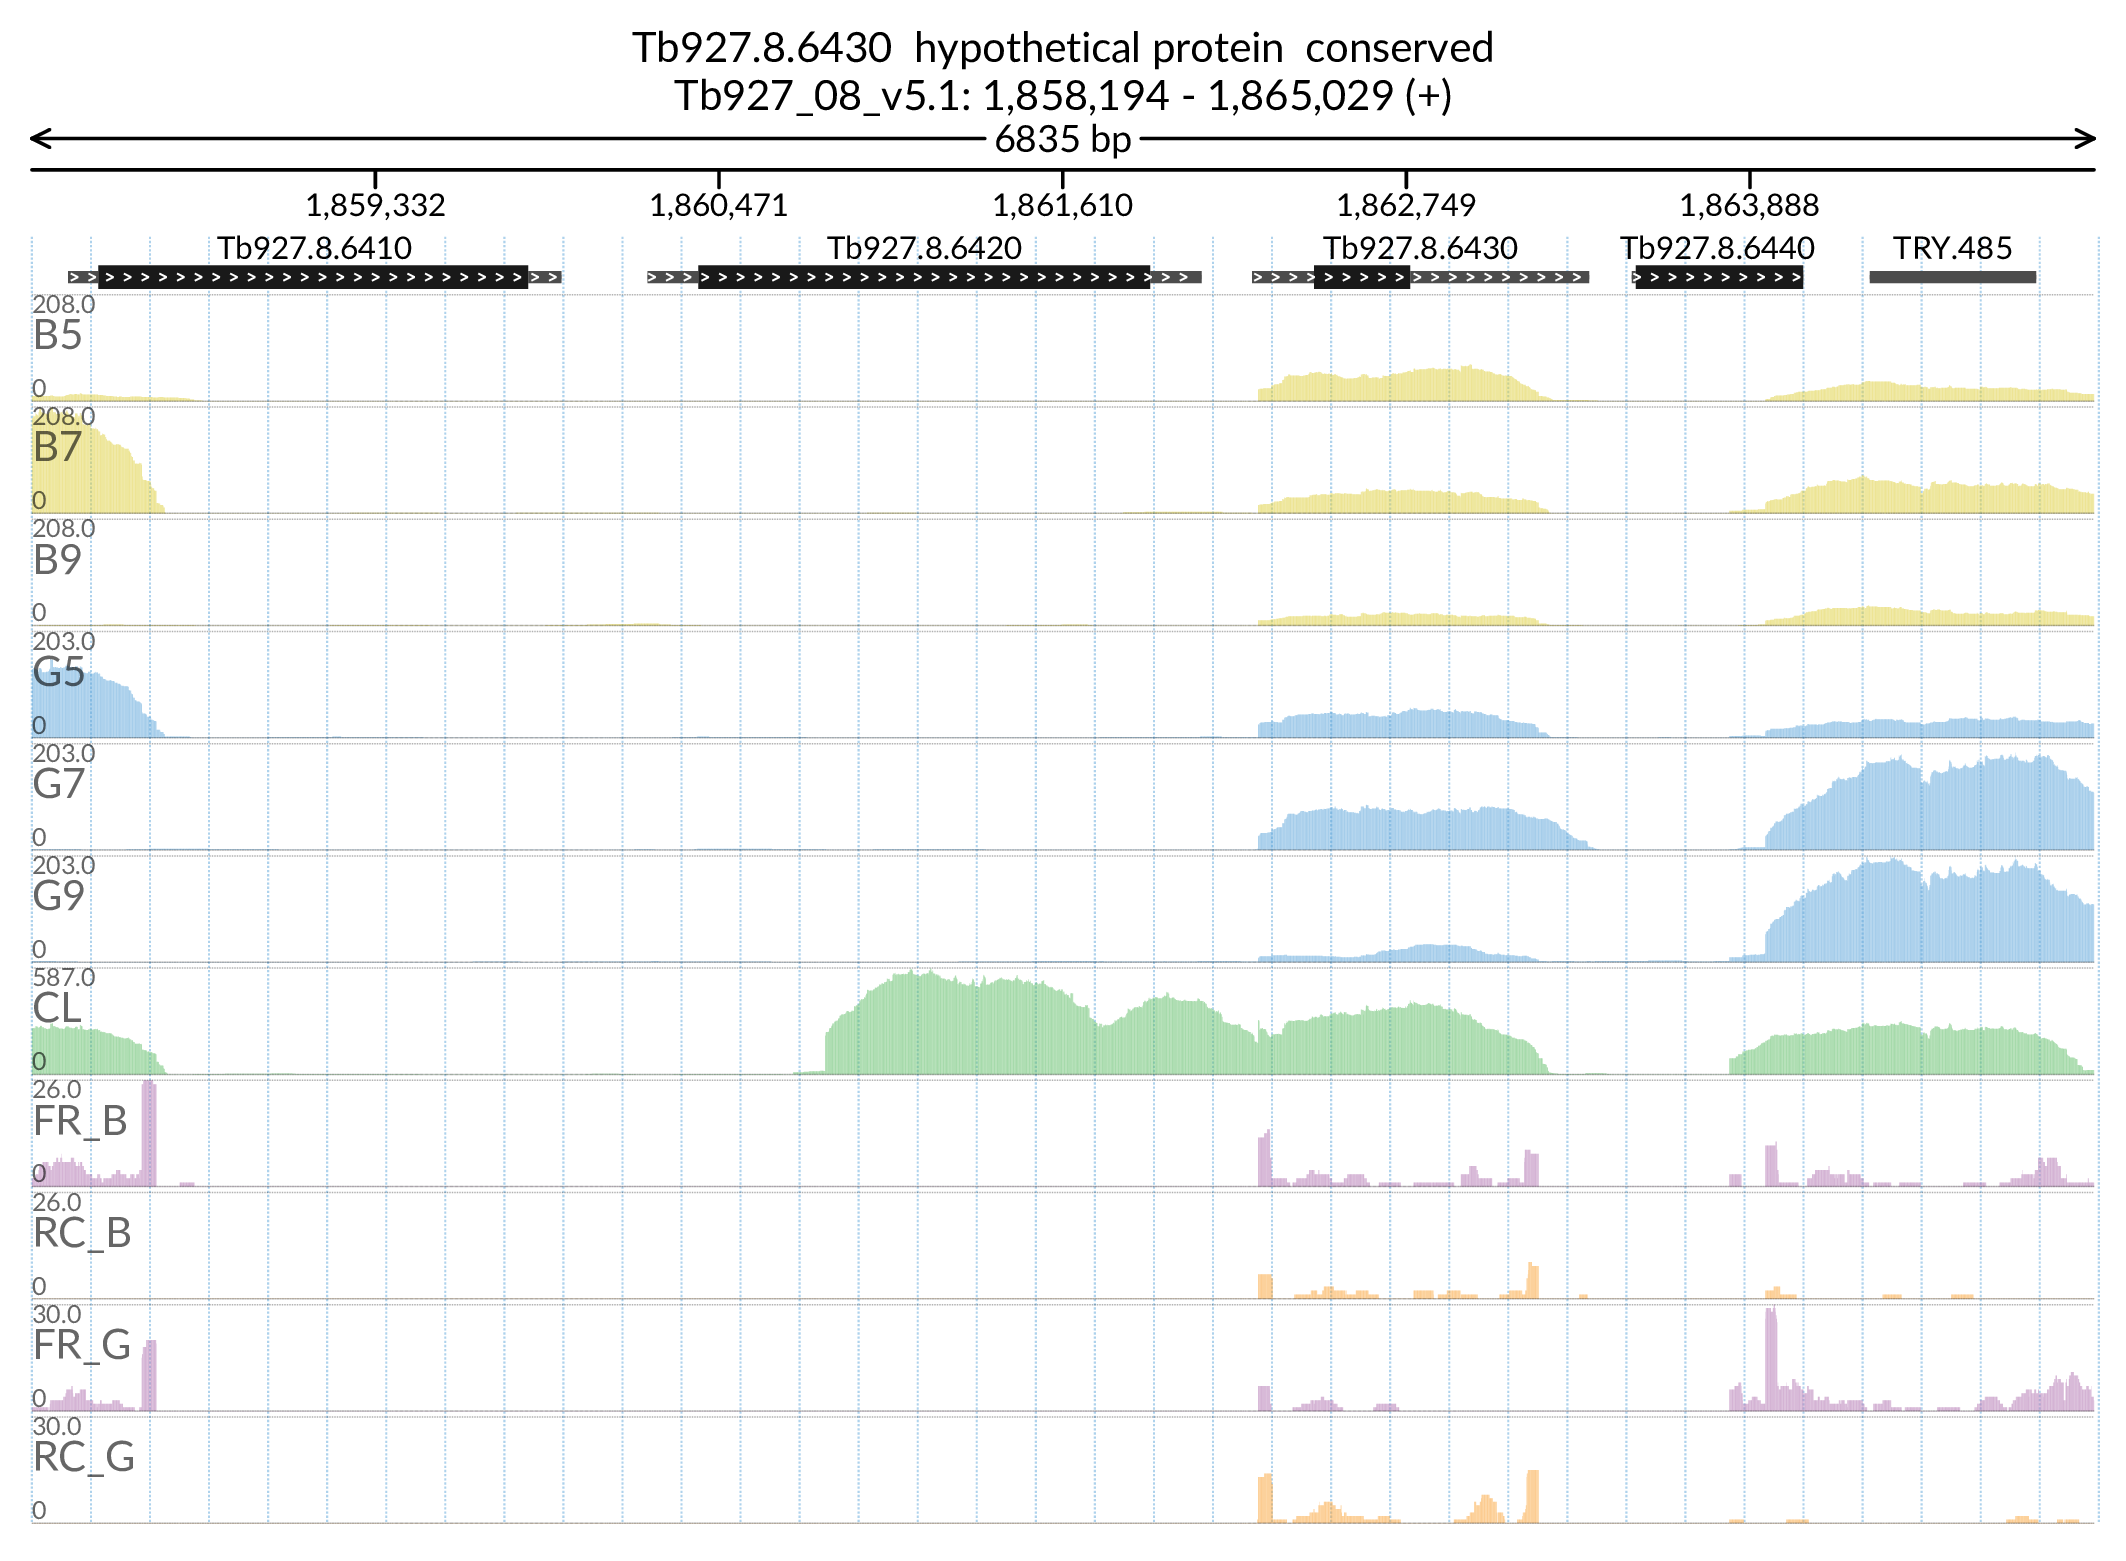 Tb927.8.6430  hypothetical protein  conserved
Tb927_08_v5.1: 1,858,194 - 1,865,029 (+)
6835 bp
1,859,332 1,860,471 1,861,610 1,862,749 1,863,888
Tb927.8.6410 Tb927.8.6420 Tb927.8.6430 Tb927.8.6440 TRY.485
208.0
B5
0
208.0
B7
0
208.0
B9
0
203.0
G5
0
203.0
G7
0
203.0
G9
0
587.0
CL
0
26.0
FR_B
0
26.0
RC_B
0
30.0
FR_G
0
30.0
RC_G
0